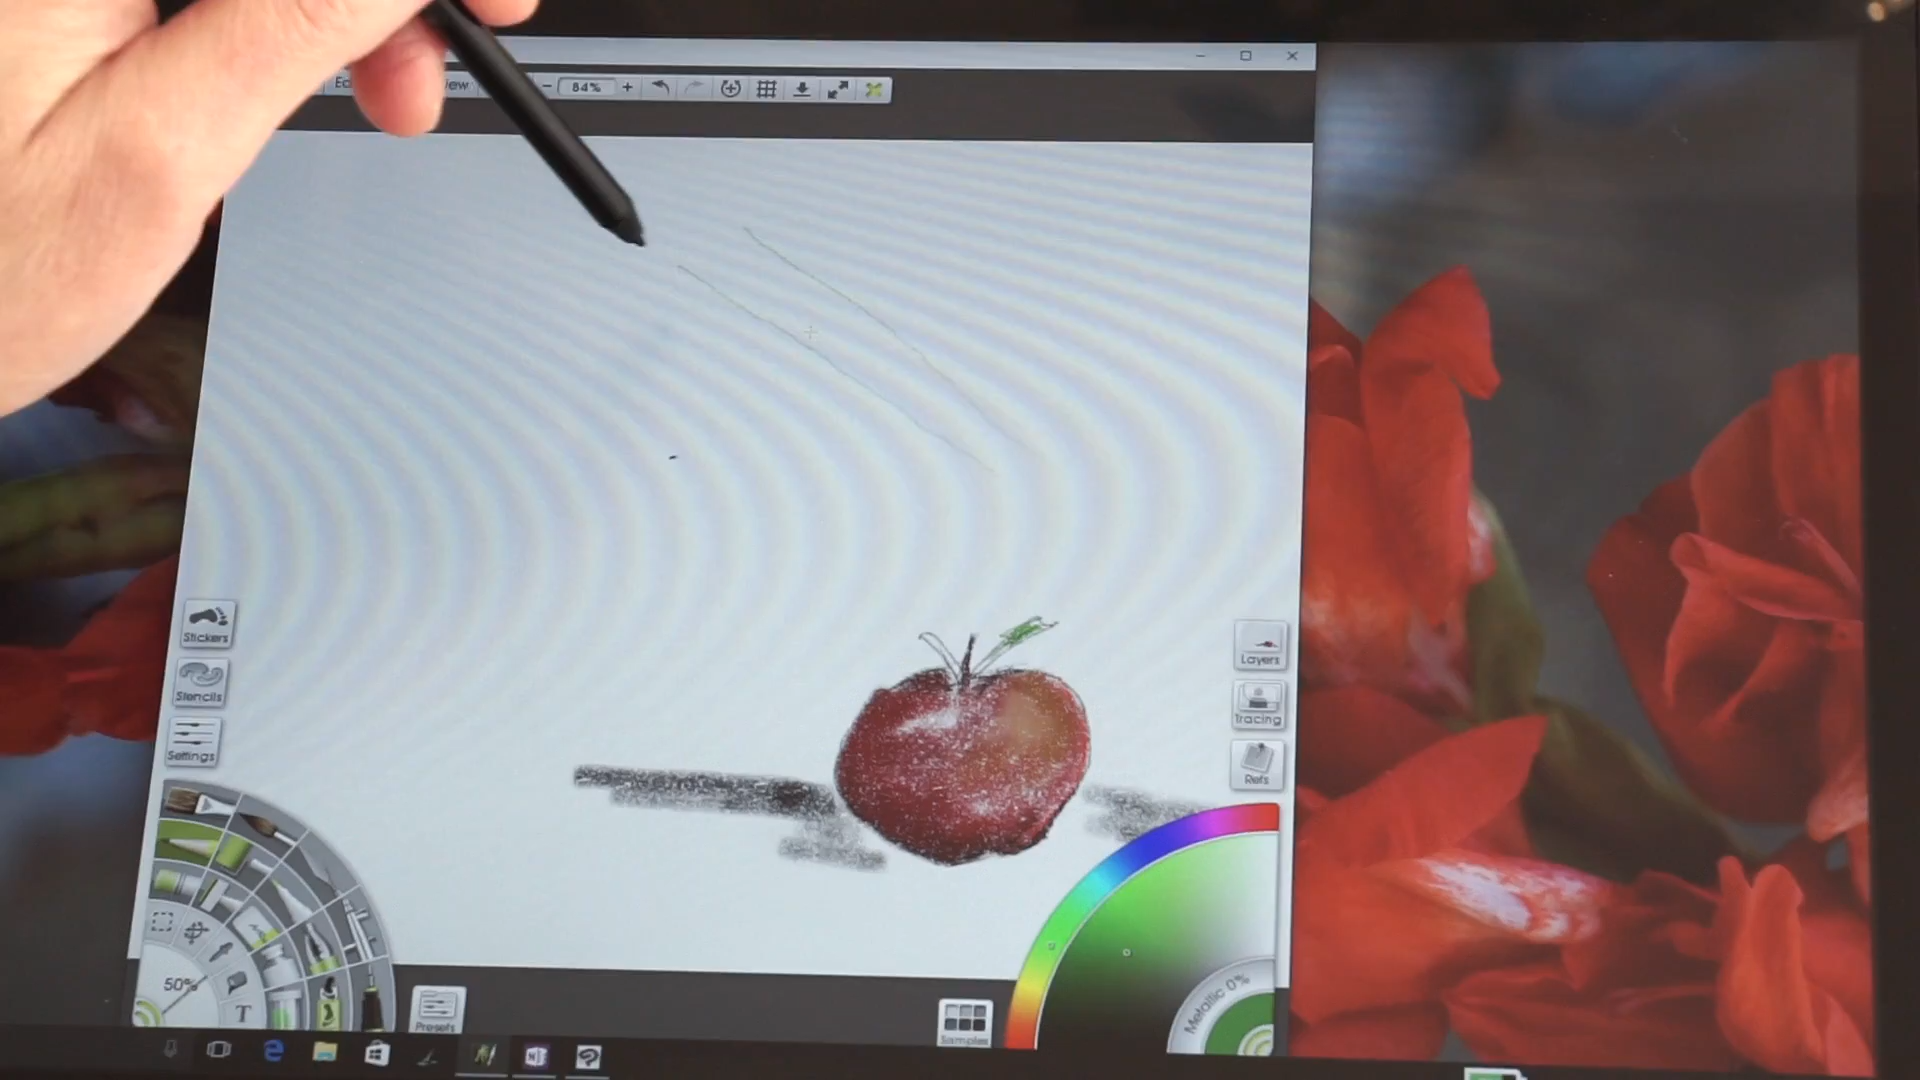 84%
Stickers
Stencils
Settings
Layers
Tracing
Refs
50%
T
Metallic 0%
Presets
Samples